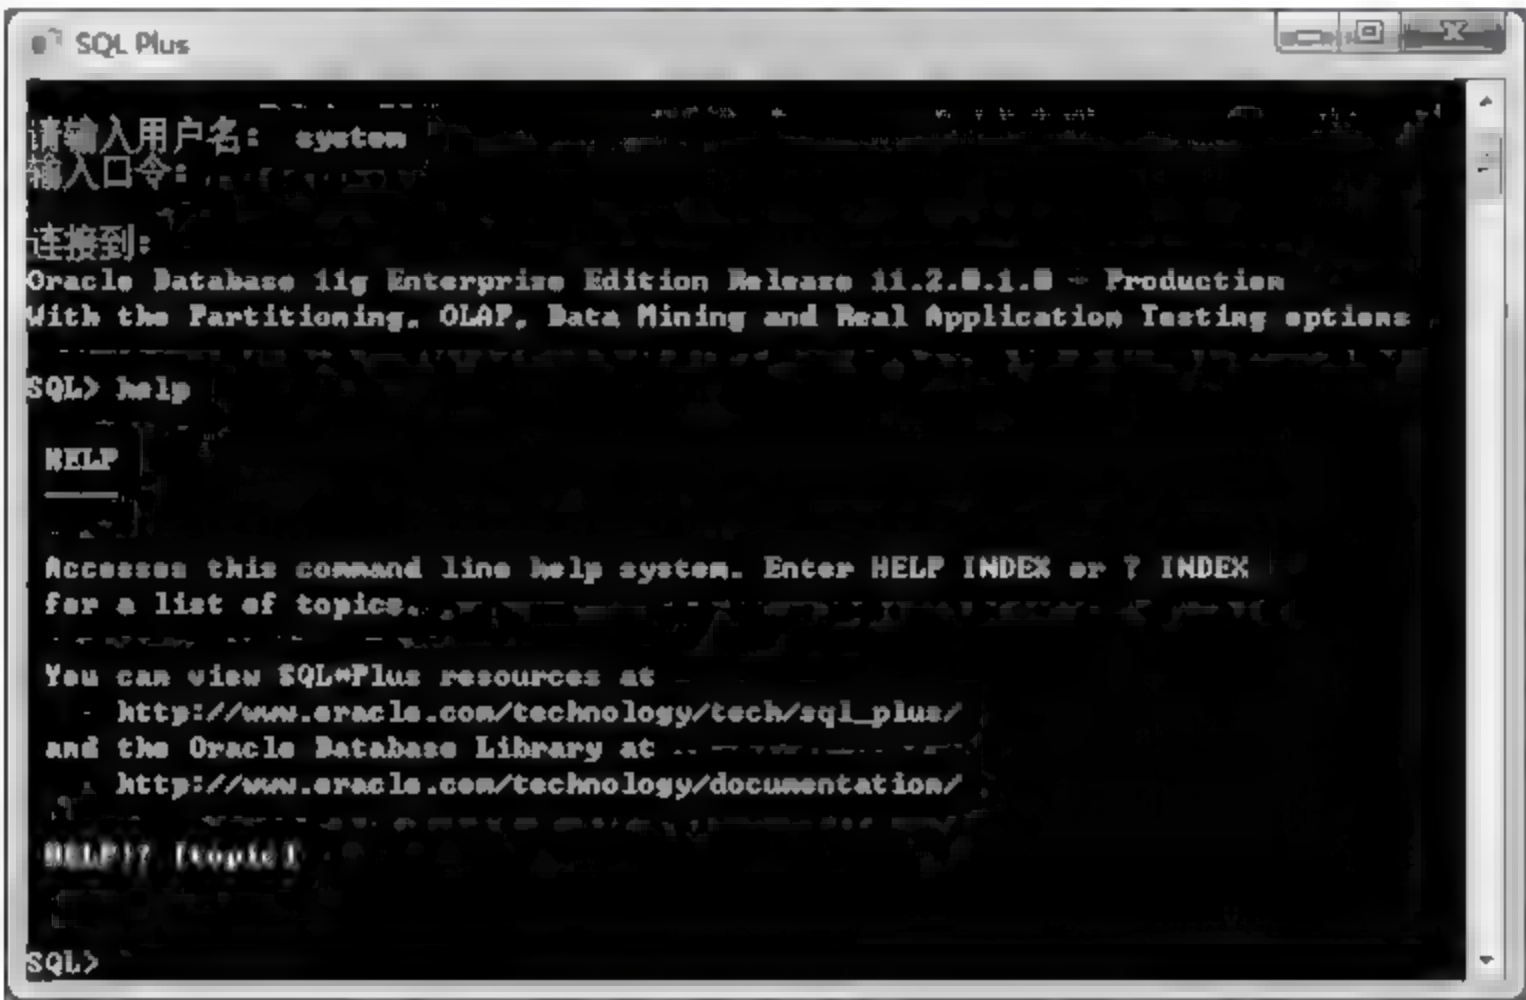 SQL Plus
请输入用户名: system
输入口令:
连接到:
Oracle Database 11g Enterprise Edition Release 11.2.0.1.0 - Production
With the Partitioning, OLAP, Data Mining and Real Application Testing options
SQL> help
HELP
----
Accesses this command line help system. Enter HELP INDEX or ? INDEX
for a list of topics.
You can view SQL*Plus resources at
http://www.oracle.com/technology/tech/sql_plus/
and the Oracle Database Library at
http://www.oracle.com/technology/documentation/
HELP|? [topic]
SQL>